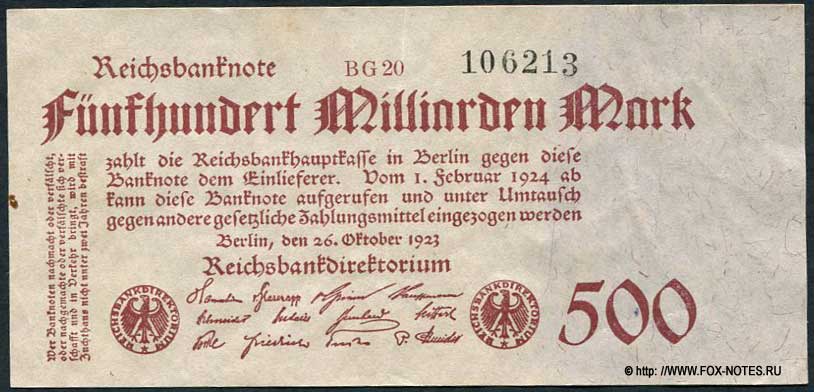 Reichsbanknote BG20 106213
Fünfhundert Milliarden Mark
zahlt die Reichsbankhauptkasse in Berlin gegen diese
Banknote dem Einlieferer. Vom 1. Februar 1924 ab
kann diese Banknote aufgerufen und unter Umtausch
gegen andere gesetzliche Zahlungsmittel eingezogen werden
Berlin, den 26. Oktober 1923
Reichsbankdirektorium
Wer Banknoten nachmacht oder verfälscht,
oder nachgemachte oder verfälschte sich ver-
schafft und in Verkehr bringt, wird mit
Zuchthaus nicht unter zwei Jahren bestraft
REICHSBANKDIREKTORIUM
REICHSBANKDIREKTORIUM
500
© http: //WWW.FOX-NOTES.RU